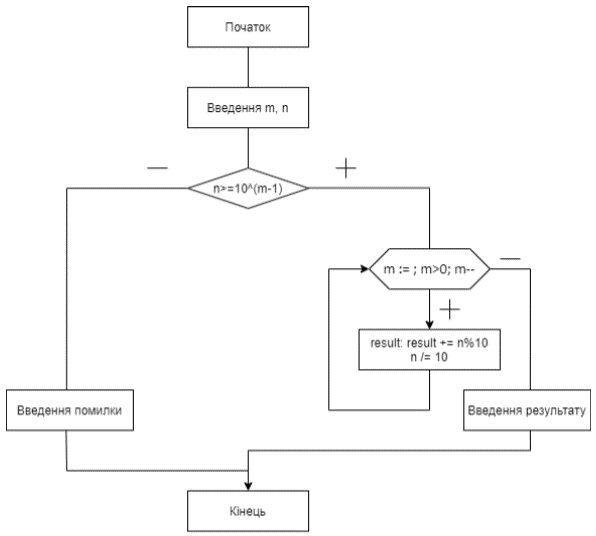 Початок
Введення m, n
n>=10^(m-1)
—
+
m := ; m>0; m--
—
+
result: result += n%10
n /= 10
Введення помилки
Введення результату
Кінець